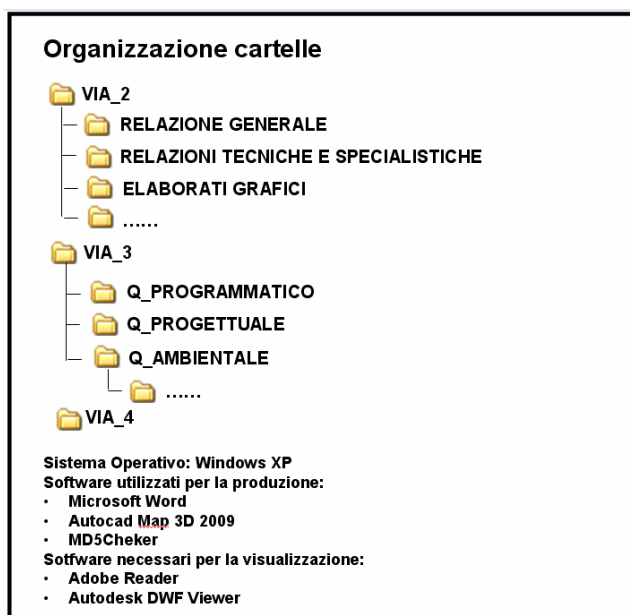 Organizzazione cartelle
VIA_2
RELAZIONE GENERALE
RELAZIONI TECNICHE E SPECIALISTICHE
ELABORATI GRAFICI
......
VIA_3
Q_PROGRAMMATICO
Q_PROGETTUALE
Q_AMBIENTALE
......
VIA_4
Sistema Operativo: Windows XP
Software utilizzati per la produzione:
• Microsoft Word
• Autocad Map 3D 2009
• MD5Cheker
Sotfware necessari per la visualizzazione:
• Adobe Reader
• Autodesk DWF Viewer